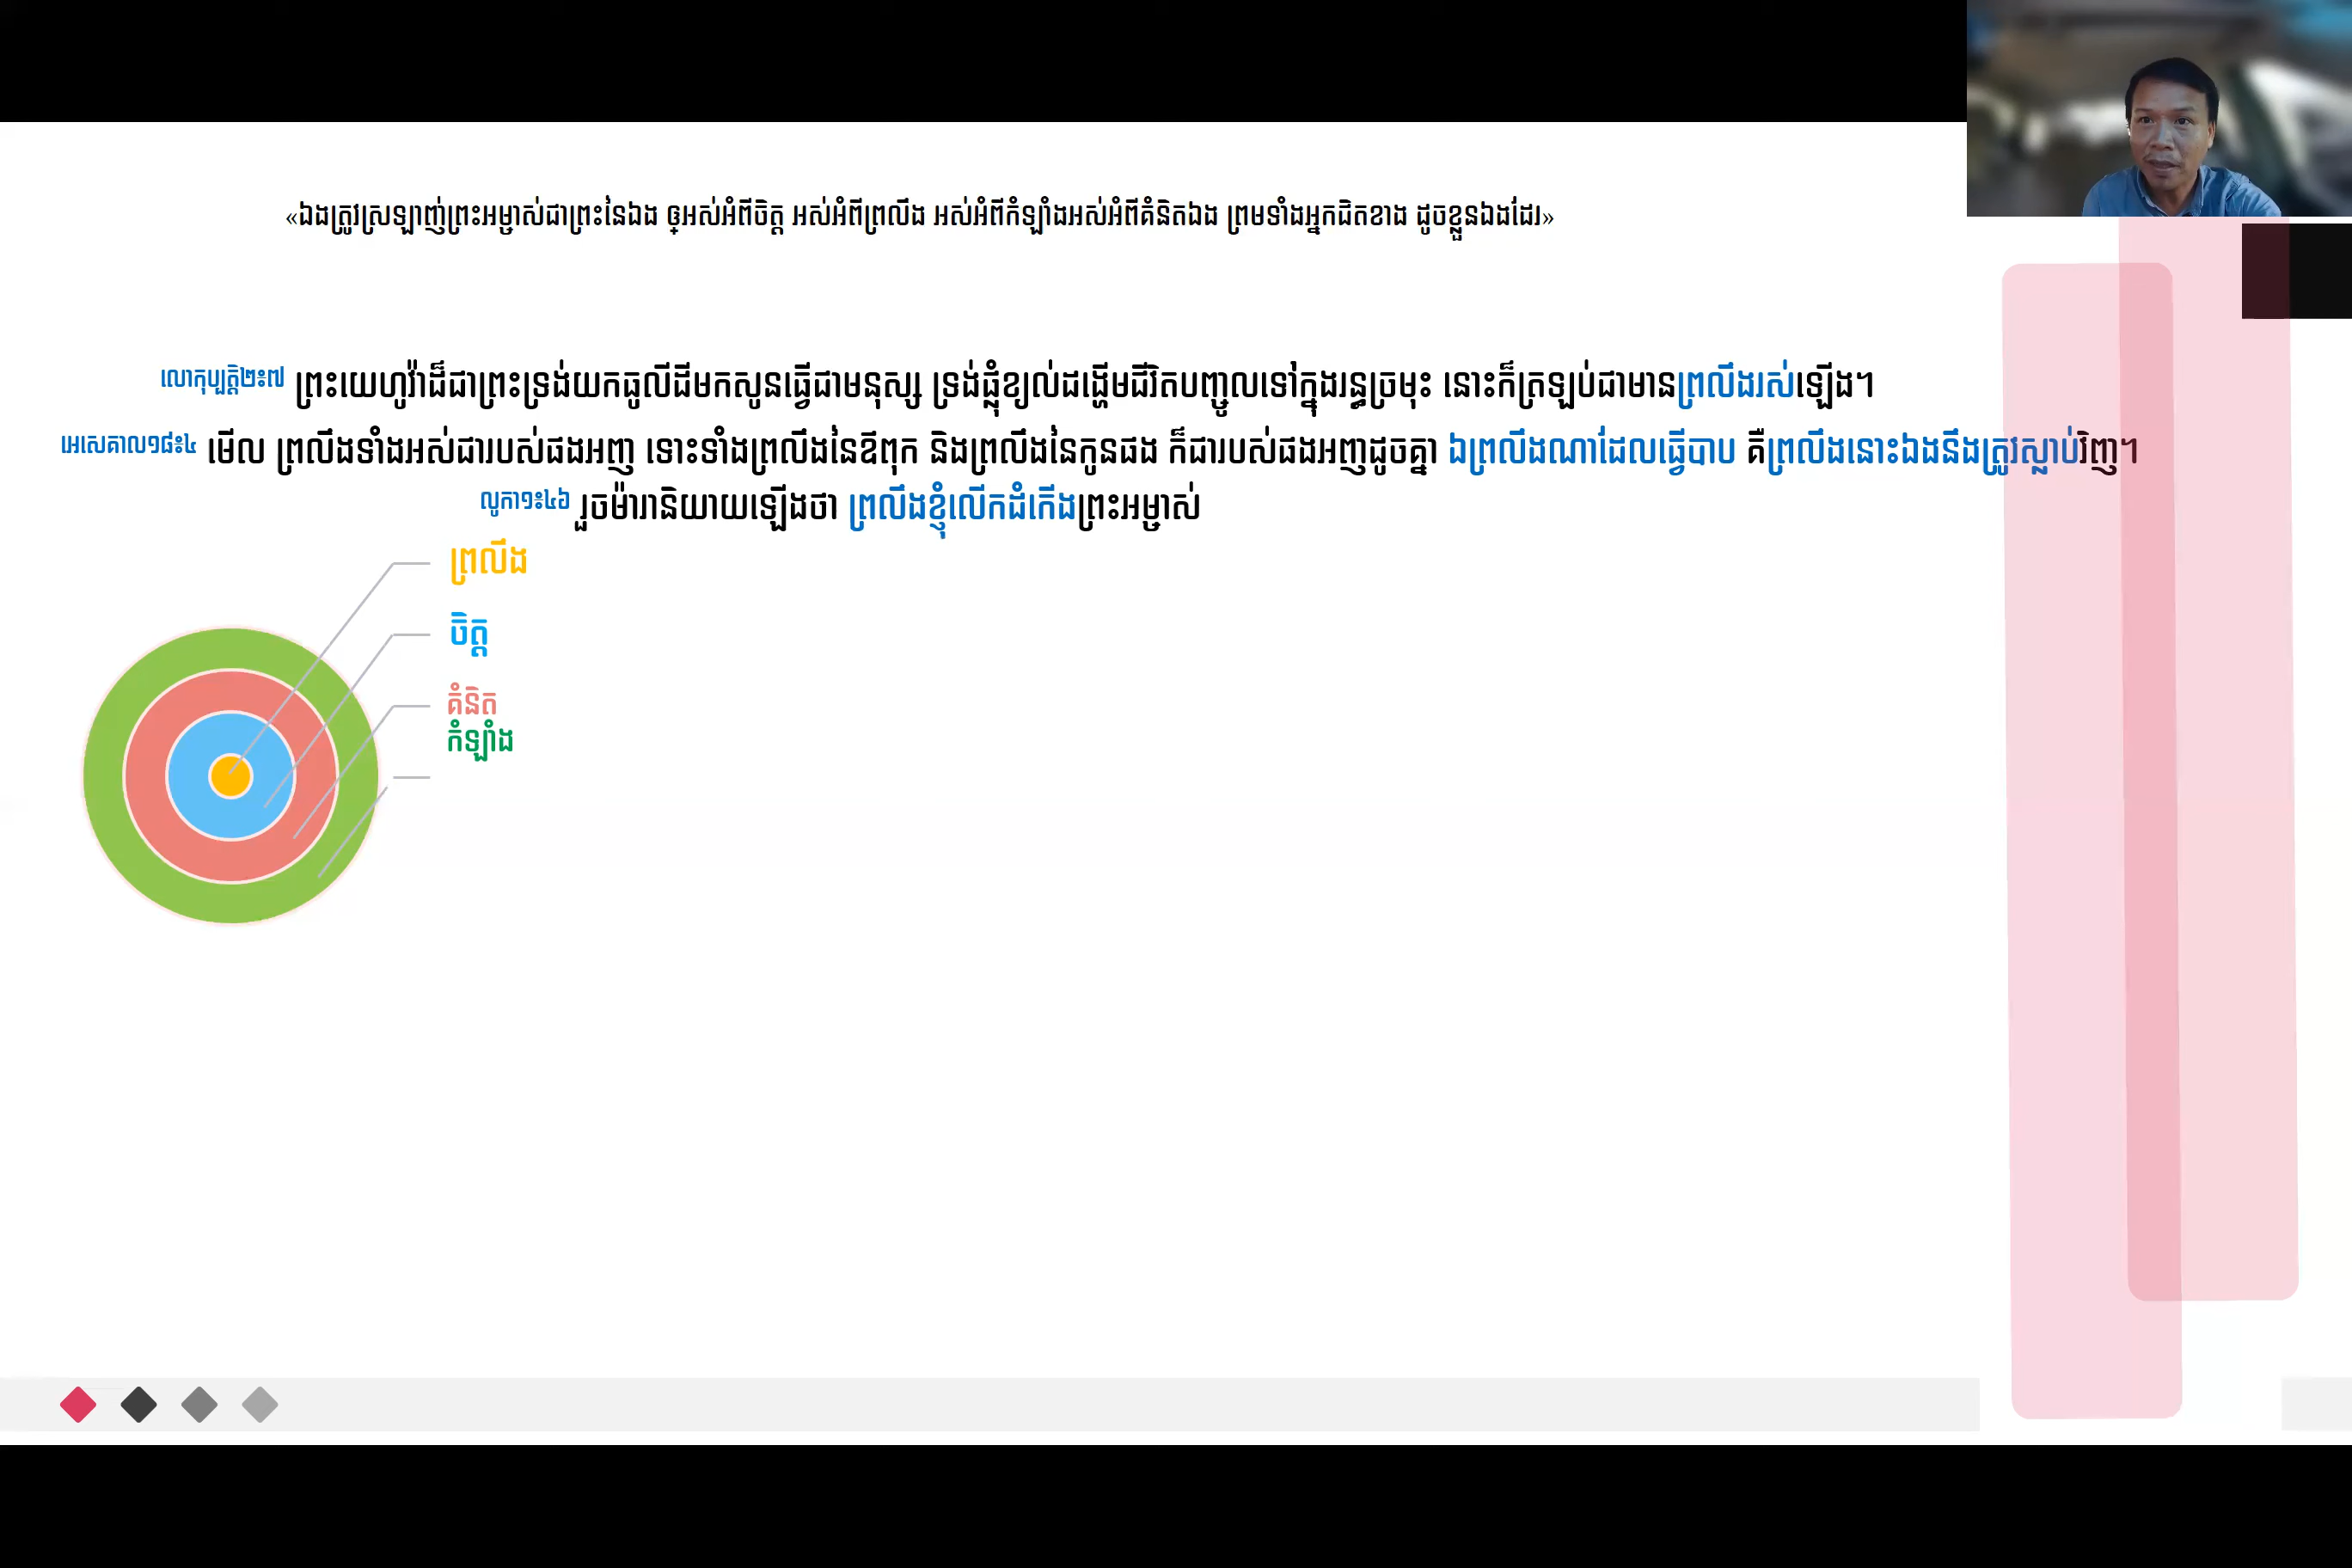 «ឯងត្រូវស្រឡាញ់ព្រះអម្ចាស់ជាព្រះនៃឯង ឲ្យអស់អំពីចិត្ត អស់អំពីព្រលឹង អស់អំពីកំឡាំងអស់អំពីគំនិតឯង ព្រមទាំងអ្នកជិតខាង ដូចខ្លួនឯងដែរ»
លោកុប្បត្តិ២ៈ៧ ព្រះយេហូវ៉ាដ៏ជាព្រះទ្រង់យកធូលីដីមកសូនធ្វើជាមនុស្ស ទ្រង់ផ្លុំខ្យល់ដង្ហើមជីវិតបញ្ចូលទៅក្នុងរន្ធច្រមុះ នោះក៏ត្រឡប់ជាមានព្រលឹងរស់ឡើង។
អេសេគាល១៨ៈ៤ មើល ព្រលឹងទាំងអស់ជារបស់ផងអញ ទោះទាំងព្រលឹងនៃឪពុក និងព្រលឹងនៃកូនផង ក៏ជារបស់ផងអញដូចគ្នា ឯព្រលឹងណាដែលធ្វើបាប គឺព្រលឹងនោះឯងនឹងត្រូវស្លាប់វិញ។
លូកា១ៈ៤៦ រួចម៉ារានិយាយឡើងថា ព្រលឹងខ្ញុំលើកដំកើងព្រះអម្ចាស់
ព្រលឹង
ចិត្ត
គំនិត
កំឡាំង